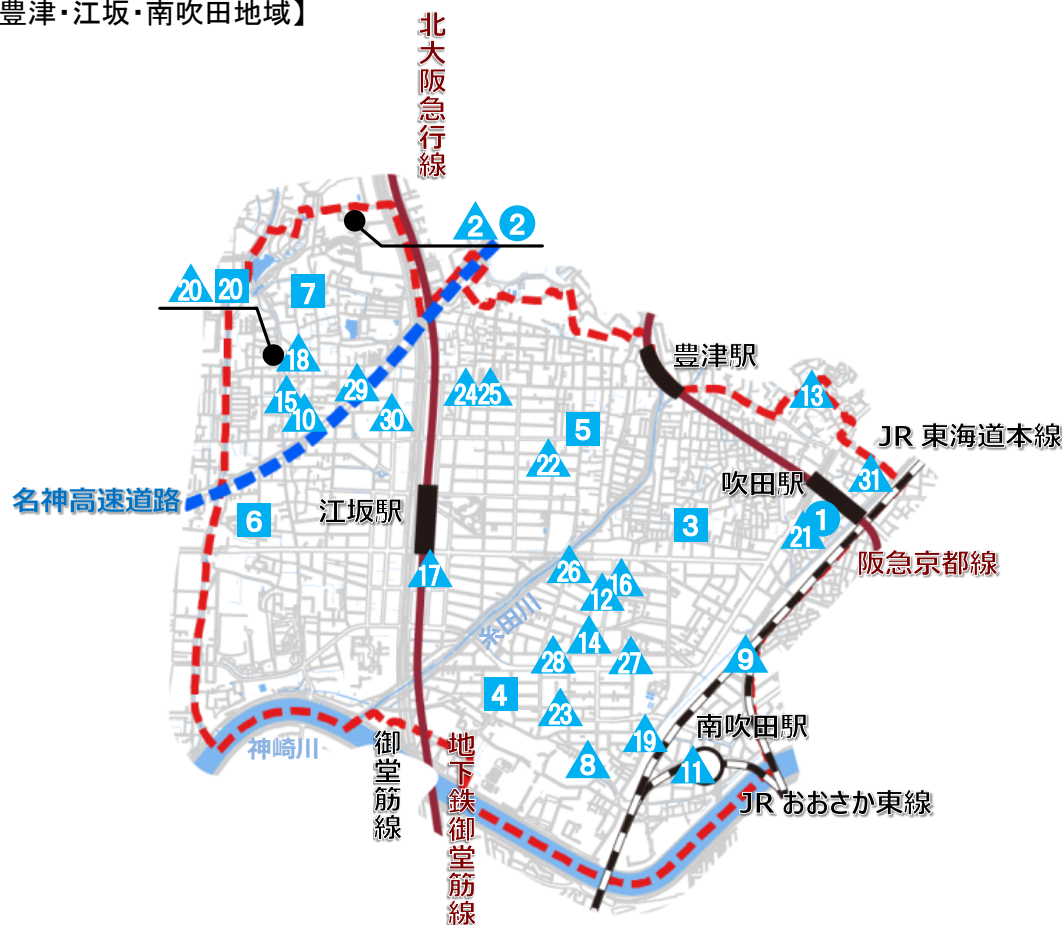 豊津・江坂・南吹田地域】
北大阪急行線
2
2
20
20
7
18
29
15
10
30
24
25
豊津駅
13
5
22
JR 東海道本線
31
吹田駅
名神高速道路
江坂駅
6
3
1
21
阪急京都線
17
26
16
12
糸田川
14
28
27
9
4
23
19
南吹田駅
神崎川
御堂筋線
地下鉄御堂筋線
8
11
JR おおさか東線